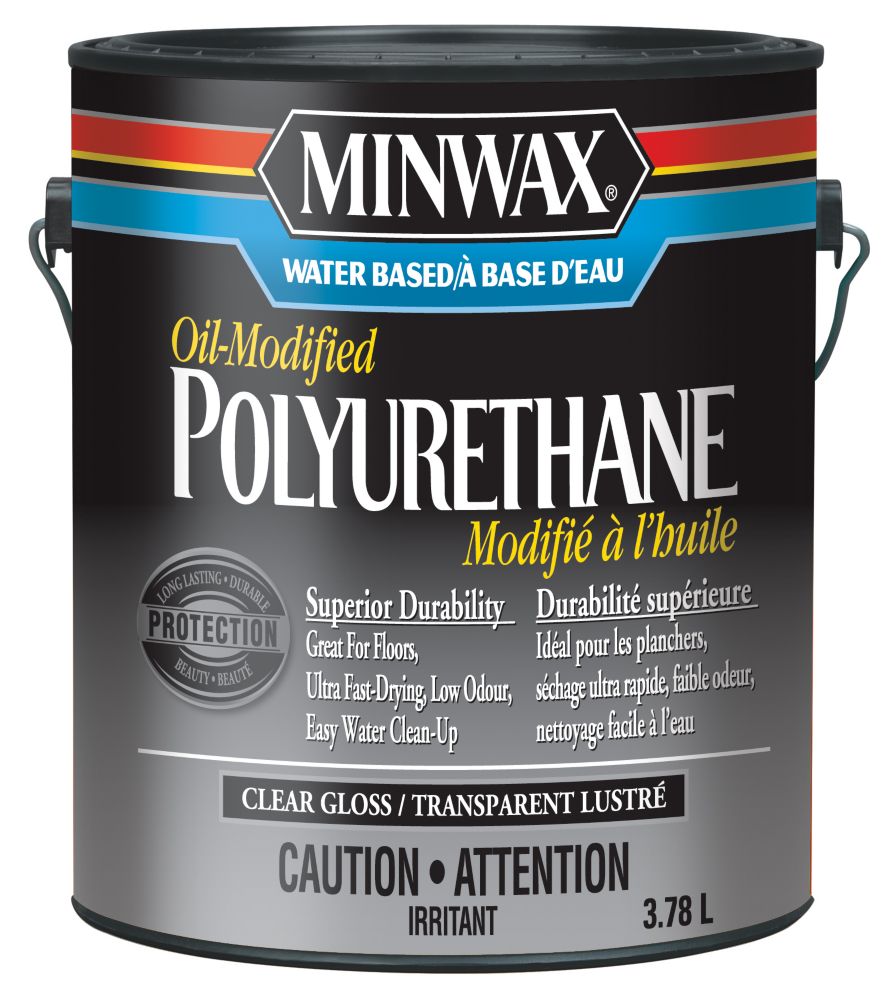 MINWAX®
WATER BASED/À BASE D'EAU
Oil-Modified
POLYURETHANE
Modifié à l'huile
LONG LASTING • DURABLE
PROTECTION
BEAUTY • BEAUTÉ
Superior Durability
Great For Floors,
Ultra Fast-Drying, Low Odour,
Easy Water Clean-Up
Durabilité supérieure
Idéal pour les planchers,
séchage ultra rapide, faible odeur,
nettoyage facile à l'eau
CLEAR GLOSS / TRANSPARENT LUSTRÉ
CAUTION • ATTENTION
IRRITANT
3.78 L